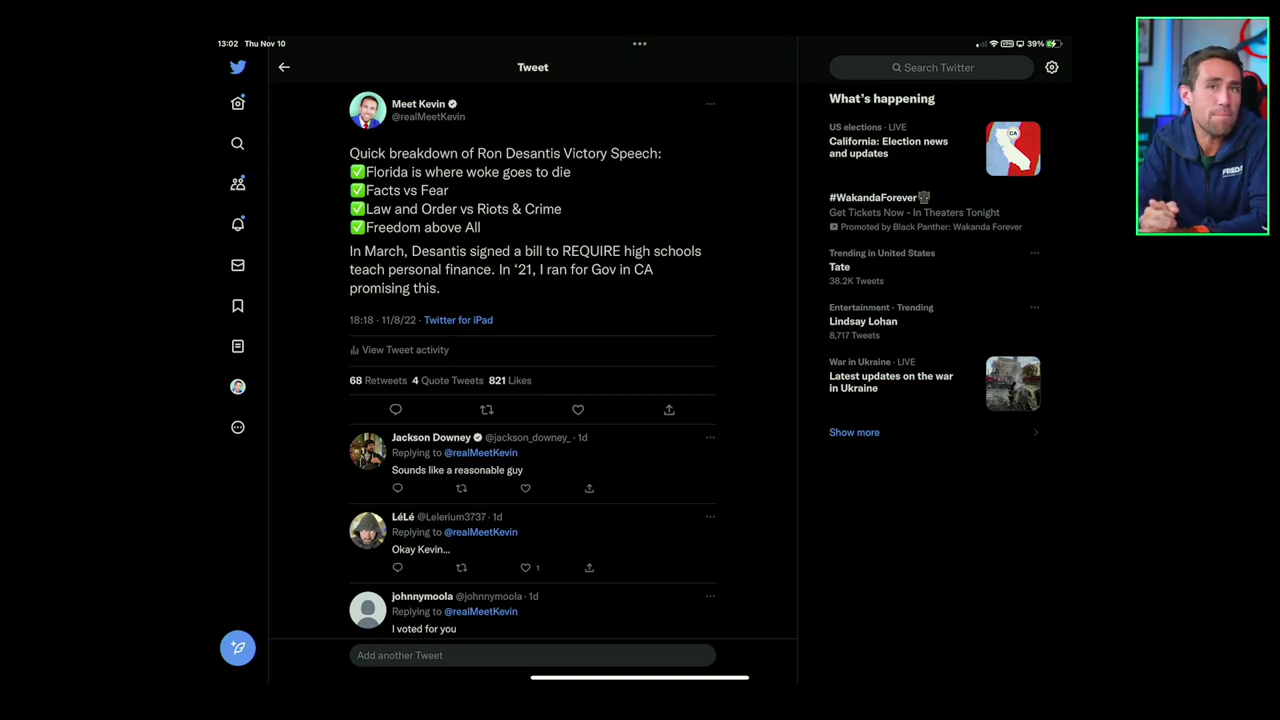 13:02 Thu Nov 10
VPN 39%
Tweet
Search Twitter
Meet Kevin
@realMeetKevin
Quick breakdown of Ron Desantis Victory Speech:
✅Florida is where woke goes to die
✅Facts vs Fear
✅Law and Order vs Riots & Crime
✅Freedom above All
In March, Desantis signed a bill to REQUIRE high schools
teach personal finance. In ‘21, I ran for Gov in CA
promising this.
18:18 · 11/8/22 · Twitter for iPad
View Tweet activity
68 Retweets 4 Quote Tweets 821 Likes
Jackson Downey @jackson_downey_ · 1d
Replying to @realMeetKevin
Sounds like a reasonable guy
LéLé @Lelerium3737 · 1d
Replying to @realMeetKevin
Okay Kevin...
1
johnnymoola @johnnymoola · 1d
Replying to @realMeetKevin
I voted for you
Add another Tweet
What’s happening
US elections · LIVE
California: Election news
and updates
CA
#WakandaForever
Get Tickets Now - In Theaters Tonight
Promoted by Black Panther: Wakanda Forever
Trending in United States
Tate
38.2K Tweets
Entertainment · Trending
Lindsay Lohan
8,717 Tweets
War in Ukraine · LIVE
Latest updates on the war
in Ukraine
Show more